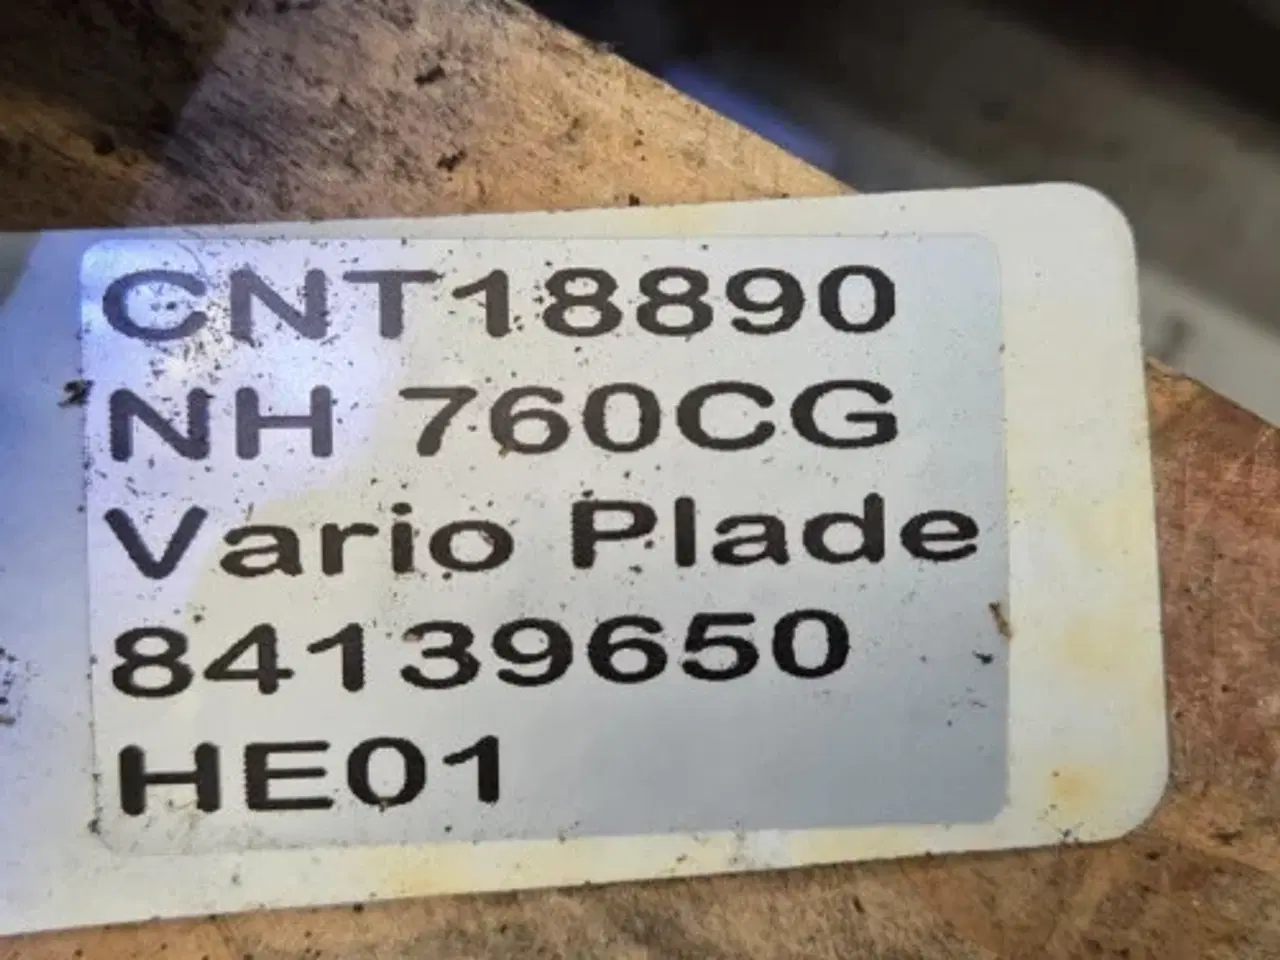 CNT18890
NH 760CG
Vario Plade
84139650
HE01